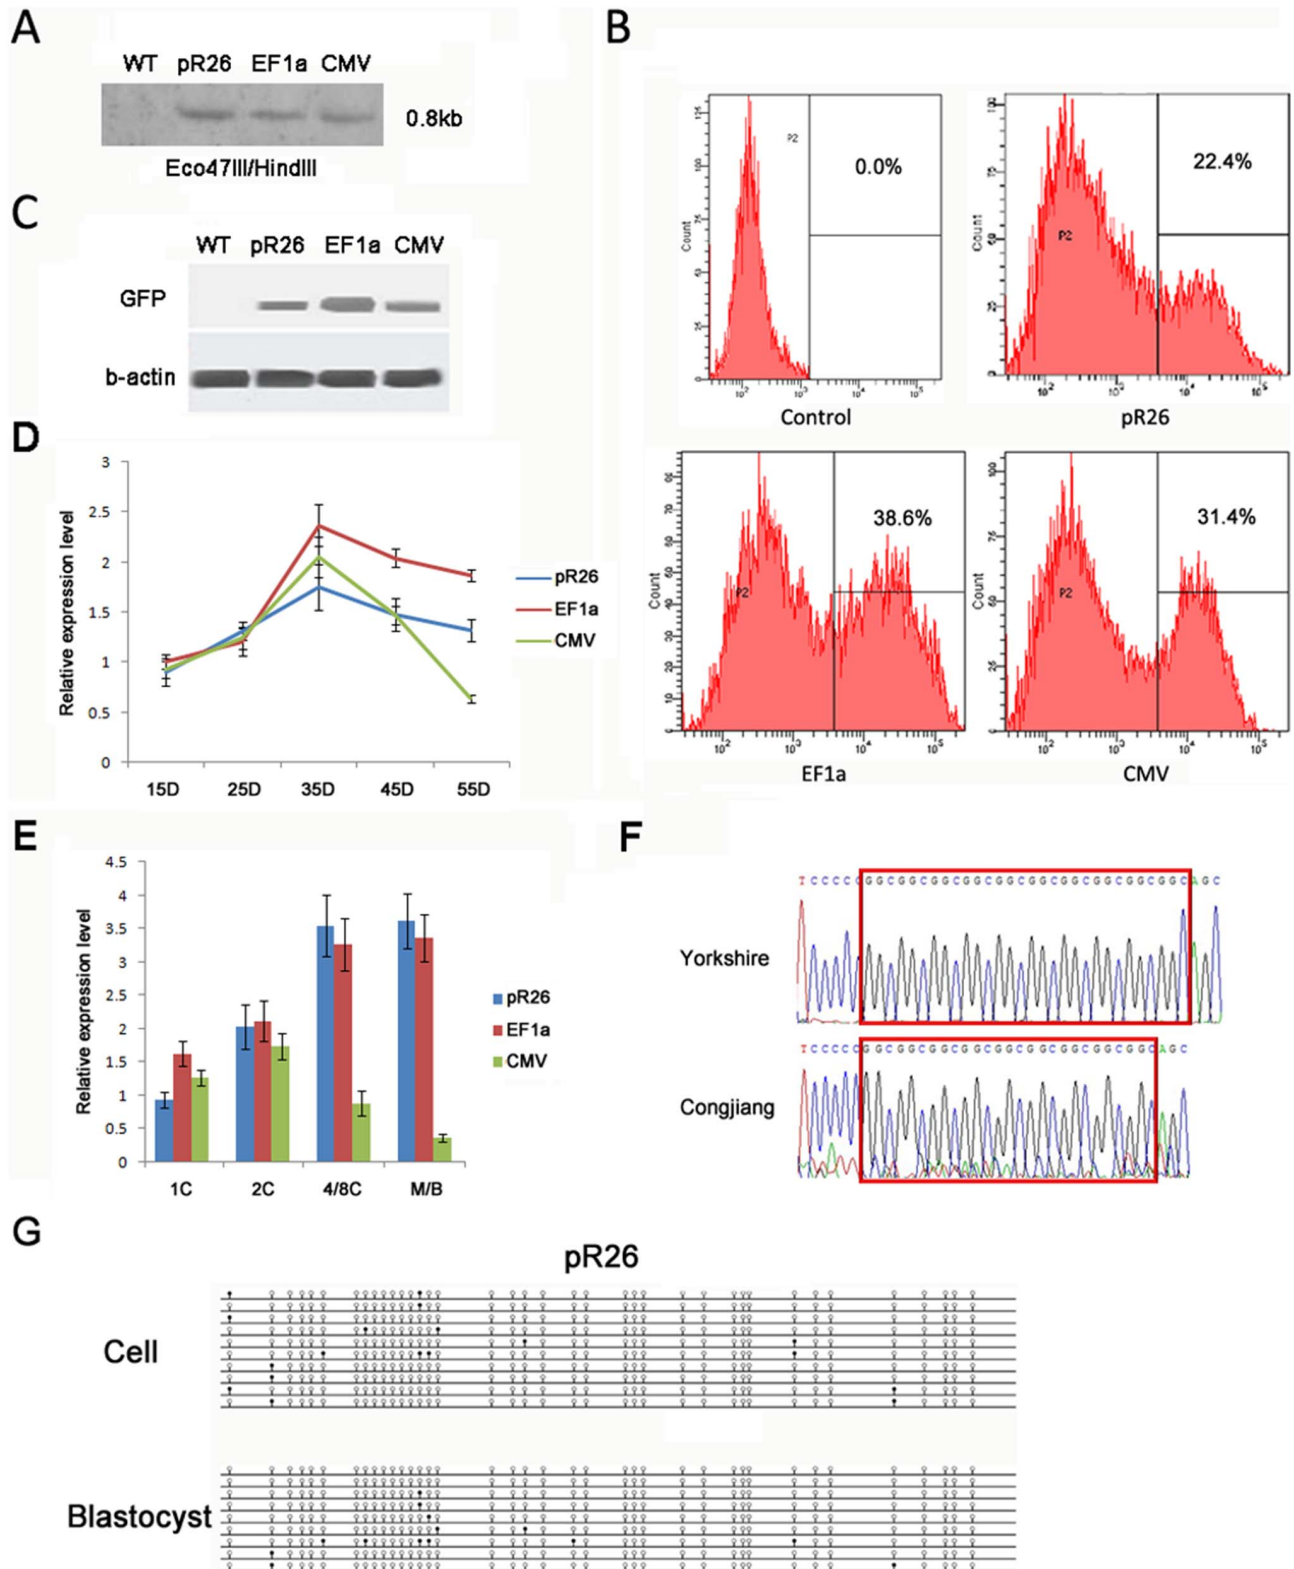 A
WT pR26 EF1a CMV
0.8kb
Eco47III/HindIII
B
Count
P2
0.0%
Control
Count
P2
22.4%
pR26
Count
P2
38.6%
EF1a
Count
P2
31.4%
CMV
C
WT pR26 EF1a CMV
GFP
b-actin
D
Relative expression level
3
2.5
2
1.5
1
0.5
0
15D 25D 35D 45D 55D
pR26
EF1a
CMV
E
Relative expression level
4.5
4
3.5
3
2.5
2
1.5
1
0.5
0
1C 2C 4/8C M/B
pR26
EF1a
CMV
F
Yorkshire
T C C C C C G G C G G C G G C G G C G G C G G C G G C G G C G G C G G C A G C
Congjiang
T C C C C C G G C G G C G G C G G C G G C G G C G G C G G C G G C A G C
G
pR26
Cell
Blastocyst